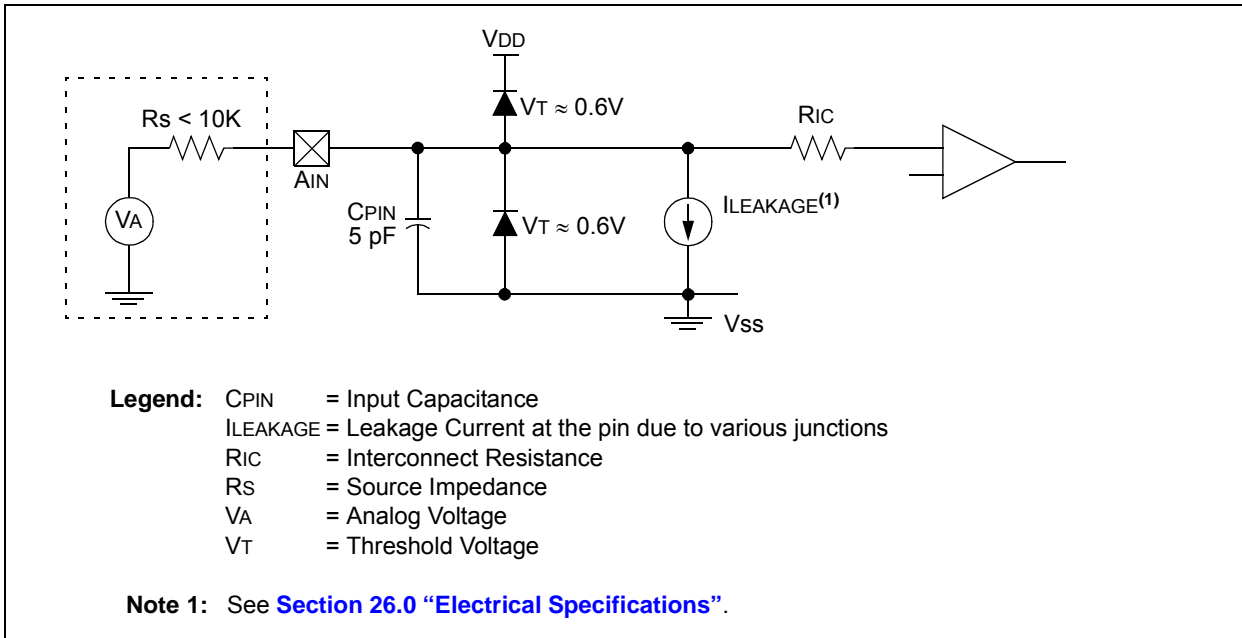 VDD
VT ≈ 0.6V
RS < 10K
RIC
AIN
CPIN
5 pF
VT ≈ 0.6V
ILEAKAGE(1)
VA
VSS
Legend: CPIN = Input Capacitance
ILEAKAGE = Leakage Current at the pin due to various junctions
RIC = Interconnect Resistance
RS = Source Impedance
VA = Analog Voltage
VT = Threshold Voltage
Note 1: See Section 26.0 “Electrical Specifications”.